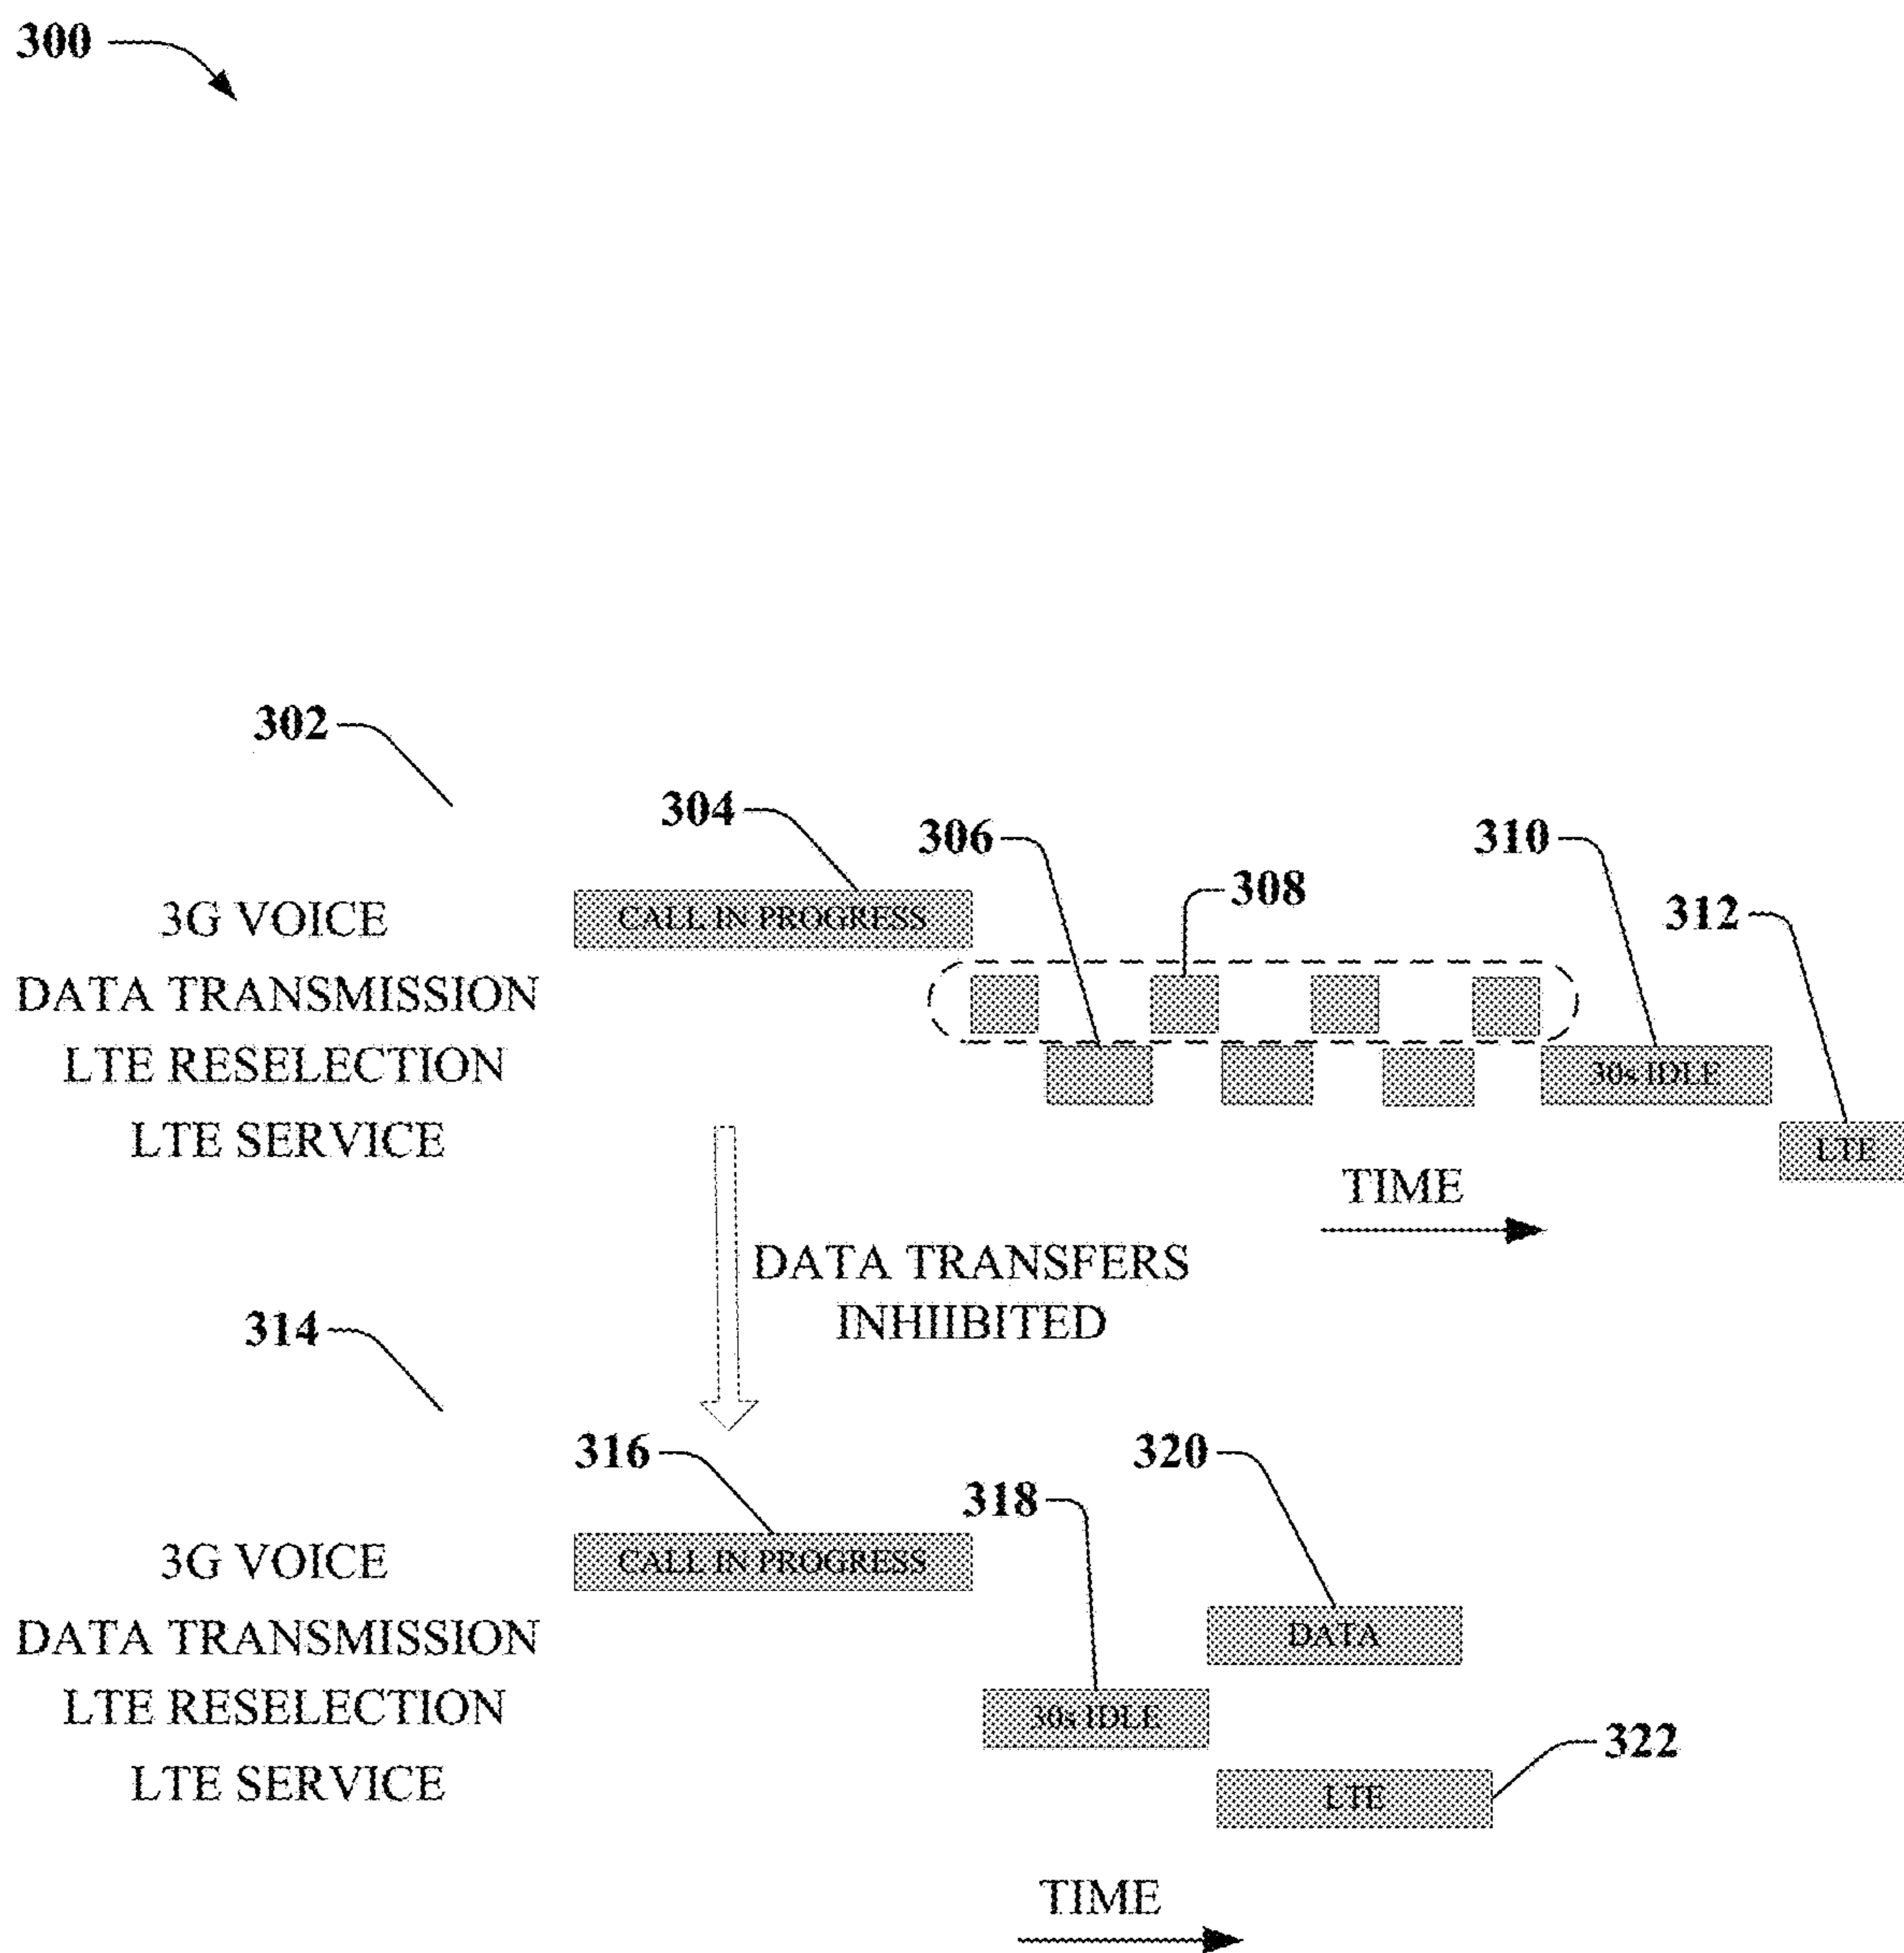 300
302
304
306
308
310
312
3G VOICE
CALL IN PROGRESS
DATA TRANSMISSION
LTE RESELECTION
30s IDLE
LTE SERVICE
LTE
TIME
DATA TRANSFERS
INHIIBITED
314
316
318
320
3G VOICE
CALL IN PROGRESS
DATA TRANSMISSION
DATA
LTE RESELECTION
30s IDLE
322
LTE SERVICE
LTE
TIME